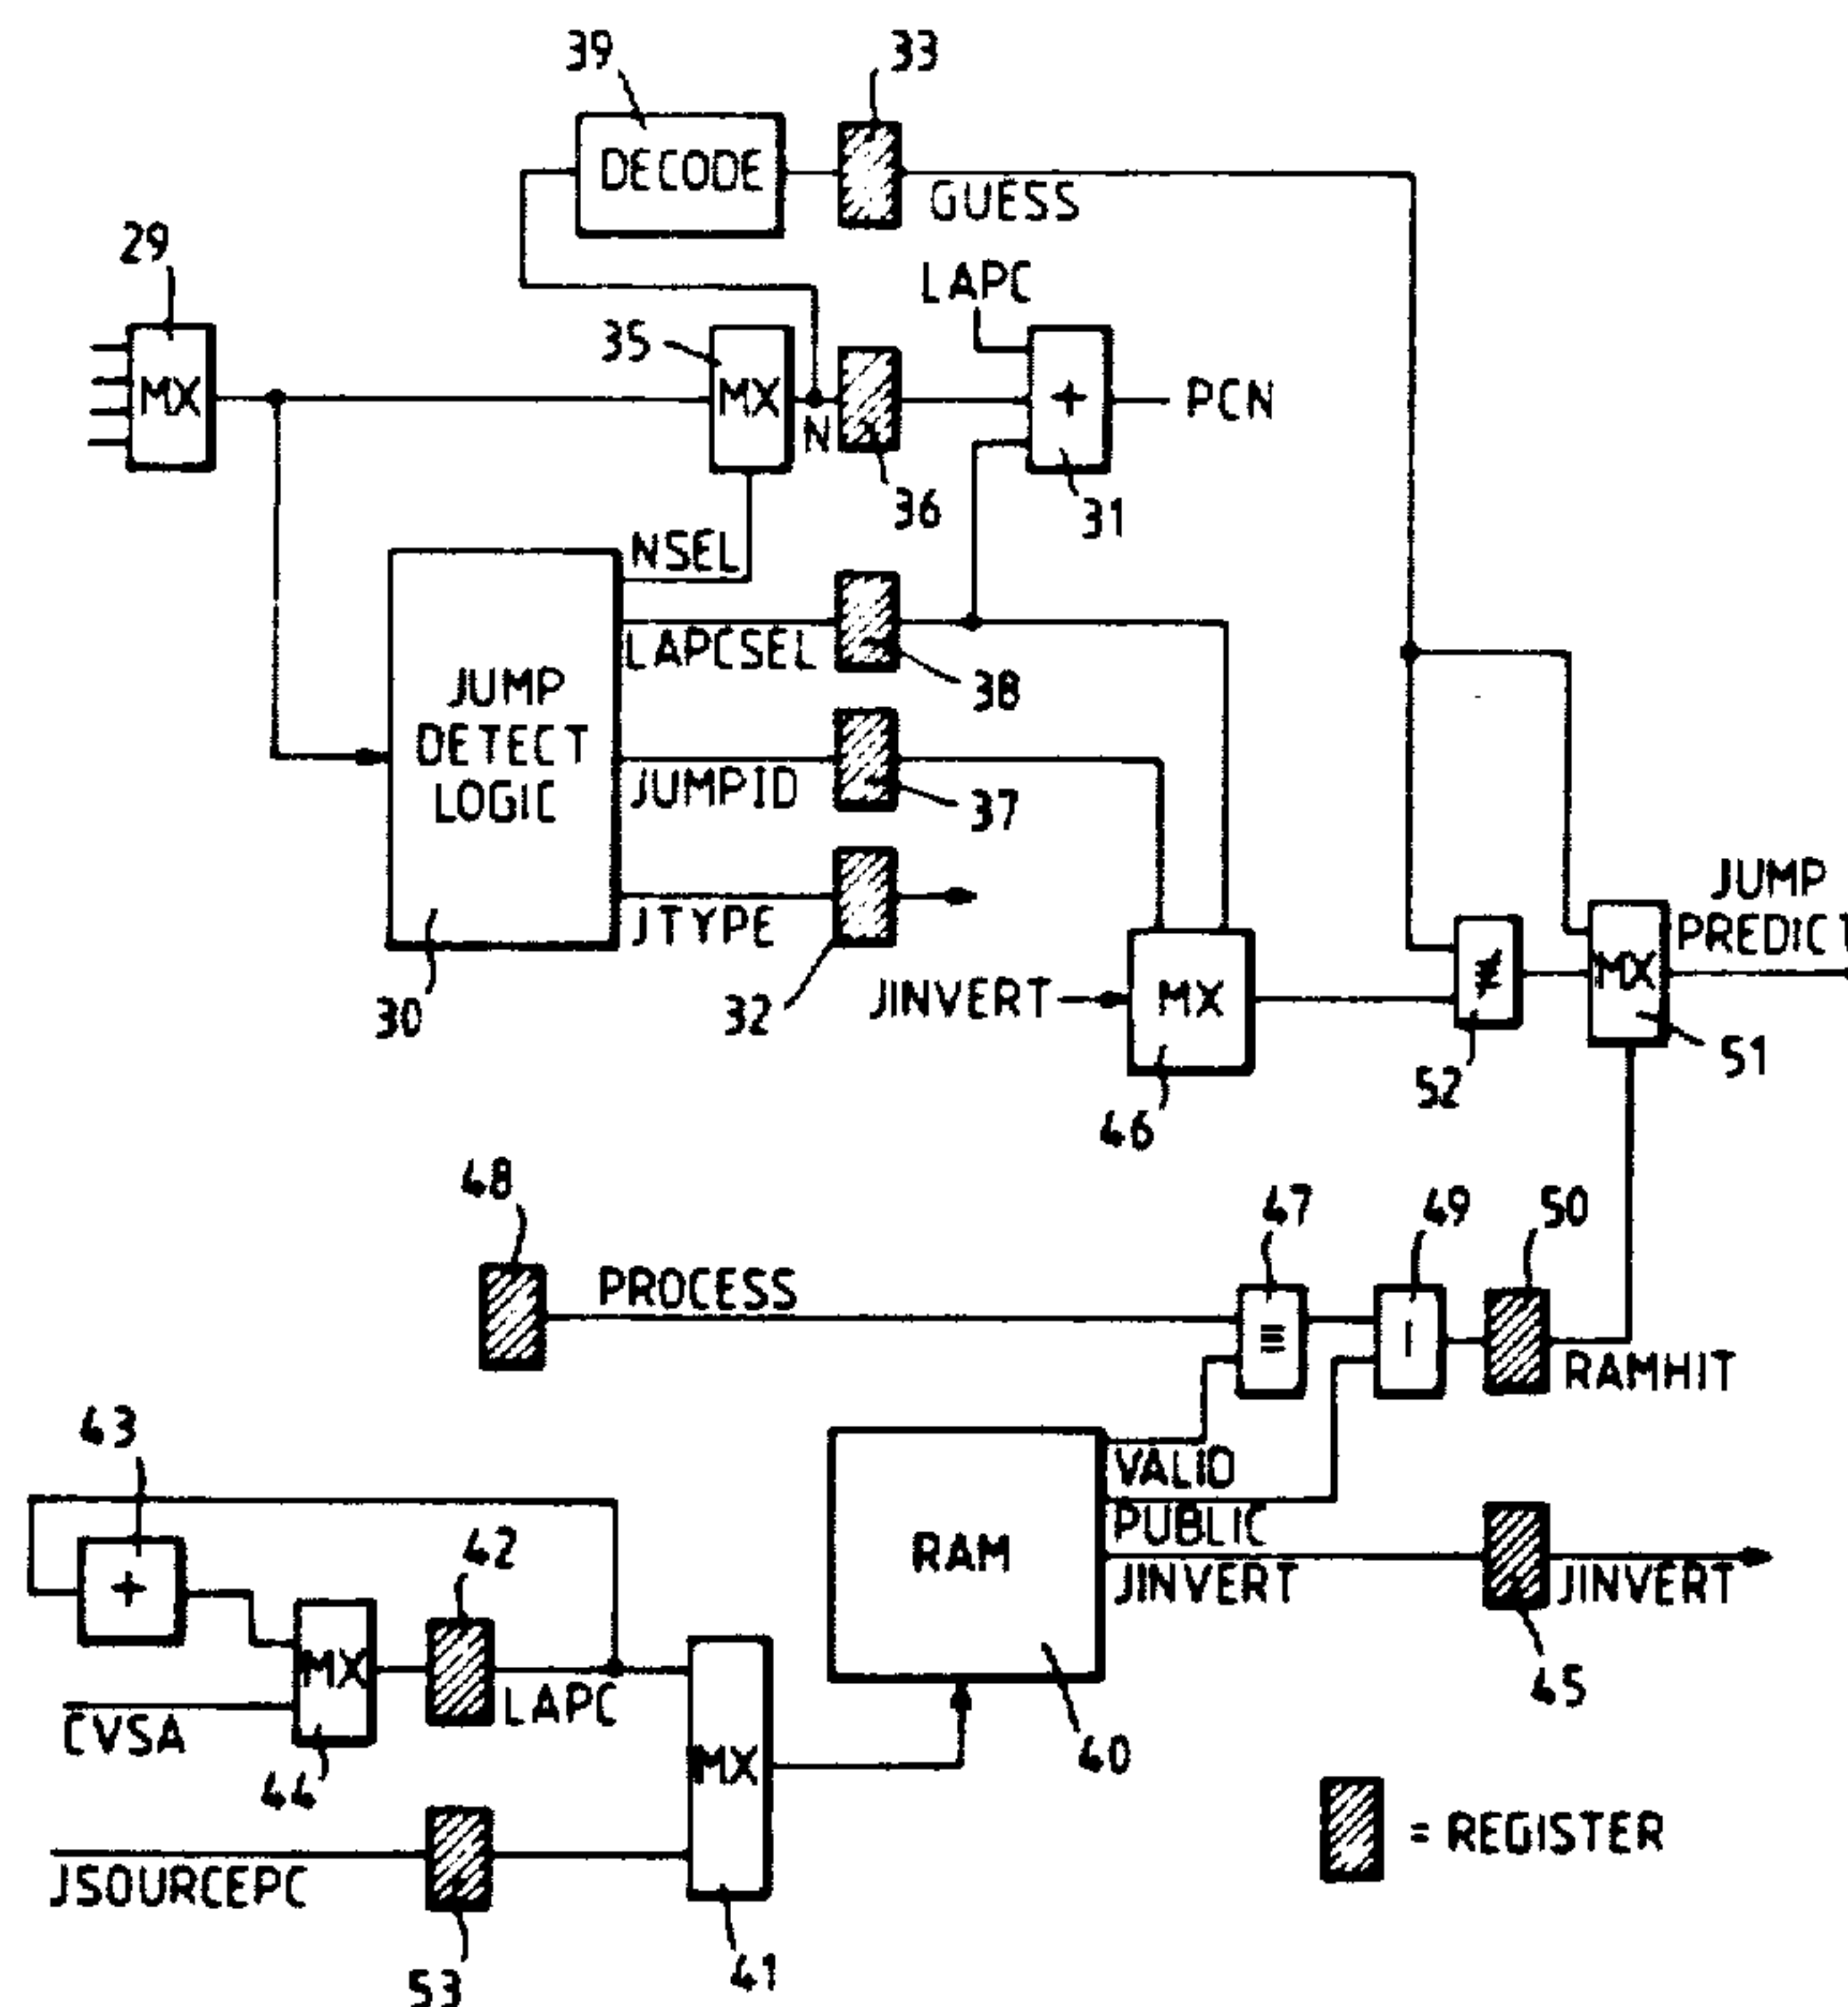 39
33
DECODE
GUESS
29
LAPC
35
MX
MX
N
+
PCN
36
31
NSEL
LAPCSEL
JUMP
DETECT
LOGIC
38
JUMPID
37
JTYPE
JUMP
PREDICT
30
32
JINVERT
MX
≢
MX
51
52
46
48
47
49
50
PROCESS
≡
|
RAMHIT
43
VALID
PUBLIC
RAM
JINVERT
JINVERT
42
+
MX
LAPC
45
CVSA
44
MX
40
JSOURCEPC
= REGISTER
53
41